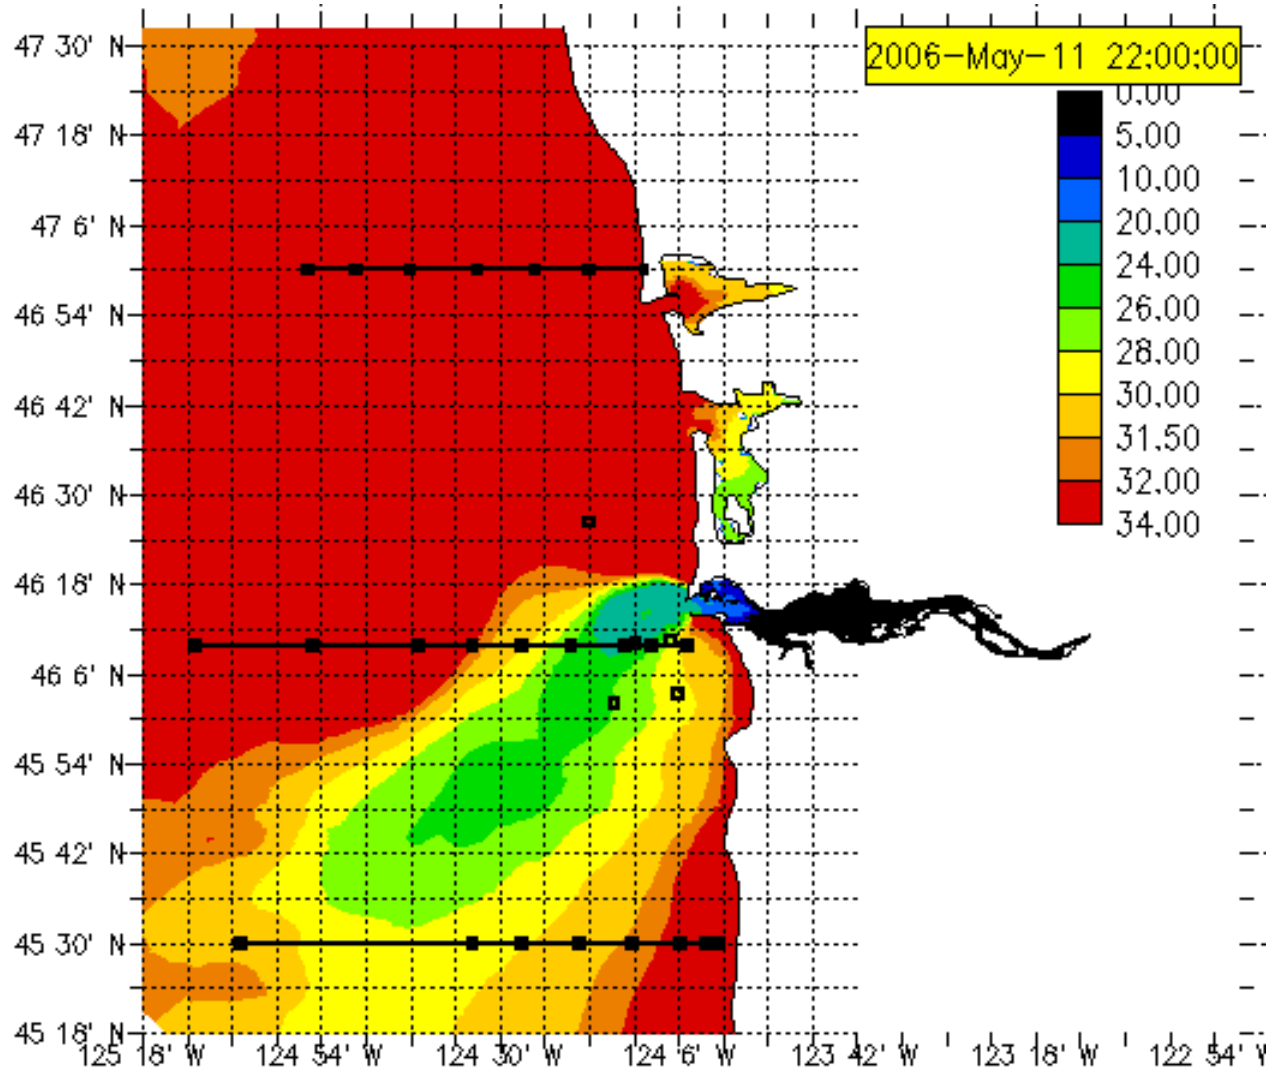 2006-May-11 22:00:00
47 30' N
47 18' N
47 6' N
46 54' N
46 42' N
46 30' N
46 18' N
46 6' N
45 54' N
45 42' N
45 30' N
45 18' N
0.00
5.00
10.00
20.00
24.00
26.00
28.00
30.00
31.50
32.00
34.00
125 18' W
124 54' W
124 30' W
124 6' W
123 42' W
123 18' W
122 54' W